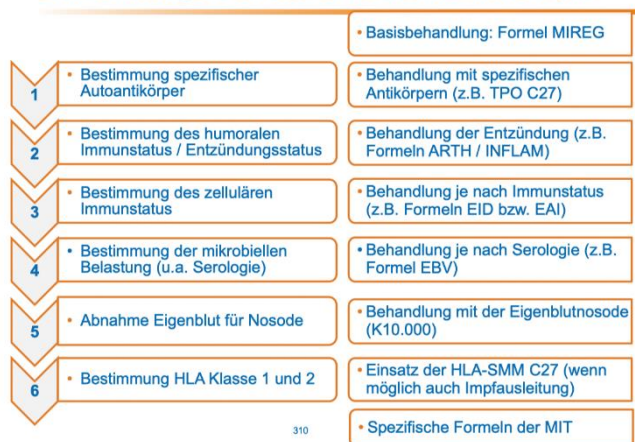 • Basisbehandlung: Formel MIREG
1
• Bestimmung spezifischer
Autoantikörper
• Behandlung mit spezifischen
Antikörpern (z.B. TPO C27)
2
• Bestimmung des humoralen
Immunstatus / Entzündungsstatus
• Behandlung der Entzündung (z.B.
Formeln ARTH / INFLAM)
3
• Bestimmung des zellulären
Immunstatus
• Behandlung je nach Immunstatus
(z.B. Formeln EID bzw. EAI)
4
• Bestimmung der mikrobiellen
Belastung (u.a. Serologie)
• Behandlung je nach Serologie (z.B.
Formel EBV)
5
• Abnahme Eigenblut für Nosode
• Behandlung mit der Eigenblutnosode
(K10.000)
6
• Bestimmung HLA Klasse 1 und 2
• Einsatz der HLA-SMM C27 (wenn
möglich auch Impfausleitung)
310
• Spezifische Formeln der MIT